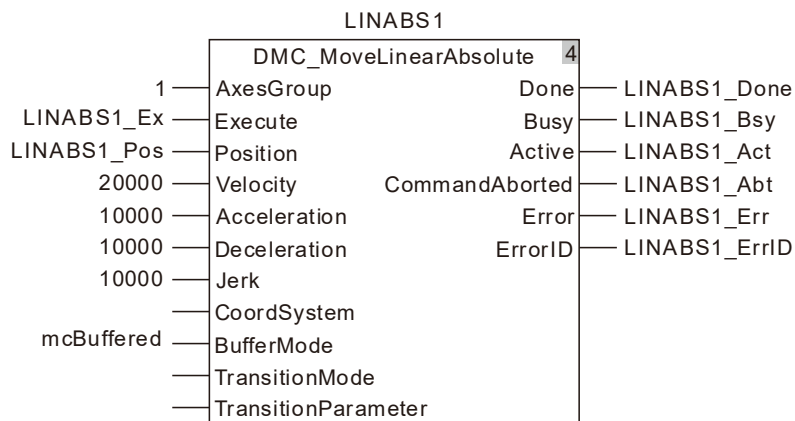 LINABS1
DMC_MoveLinearAbsolute 4
1 AxesGroup Done LINABS1_Done
LINABS1_Ex Execute Busy LINABS1_Bsy
LINABS1_Pos Position Active LINABS1_Act
20000 Velocity CommandAborted LINABS1_Abt
10000 Acceleration Error LINABS1_Err
10000 Deceleration ErrorID LINABS1_ErrID
10000 Jerk
CoordSystem
mcBuffered BufferMode
TransitionMode
TransitionParameter